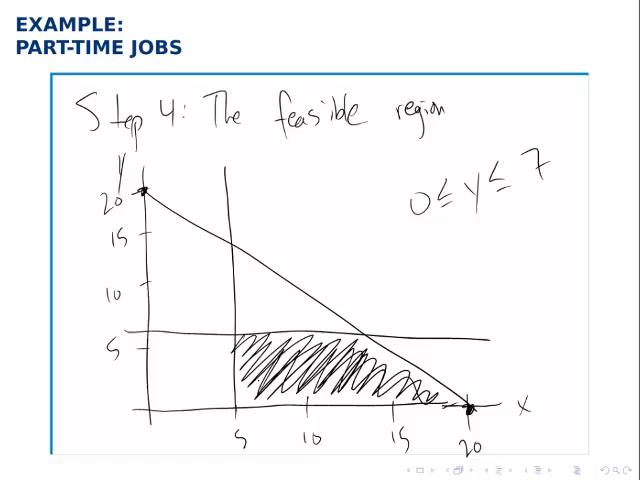 EXAMPLE:
PART-TIME JOBS
Step 4: The feasible region
0 ≤ y ≤ 7
y
20
15
10
5
5
10
15
20
x